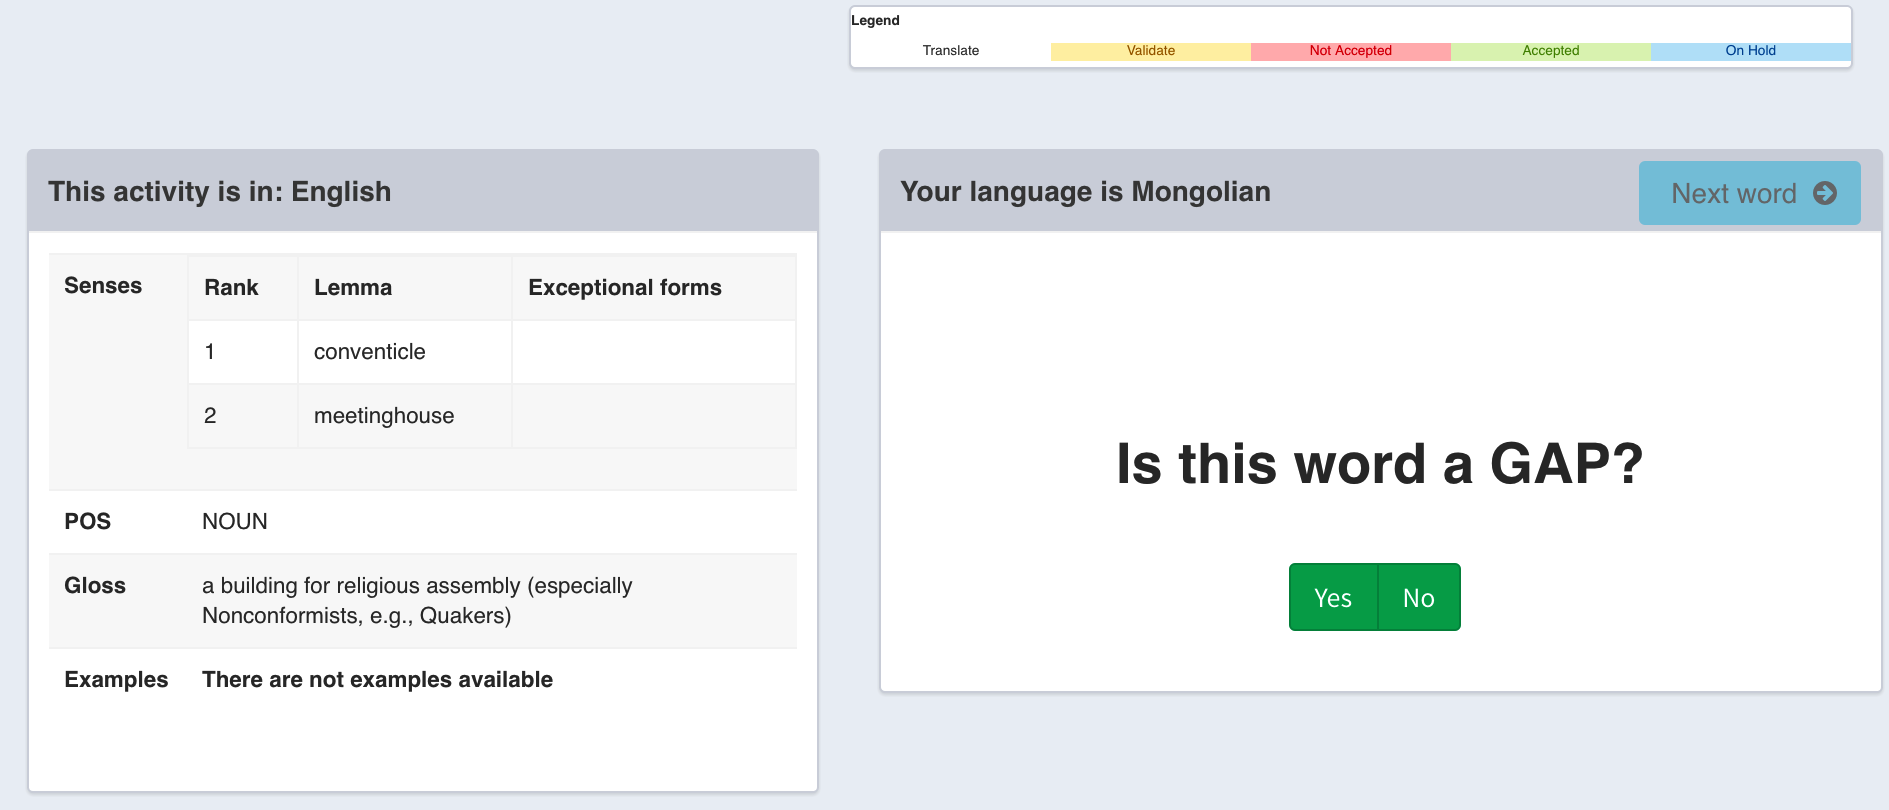 Legend
Translate Validate Not Accepted Accepted On Hold
This activity is in: English
Senses Rank Lemma Exceptional forms
1 conventicle
2 meetinghouse
POS NOUN
Gloss a building for religious assembly (especially
Nonconformists, e.g., Quakers)
Examples There are not examples available
Your language is Mongolian
Next word
Is this word a GAP?
Yes No